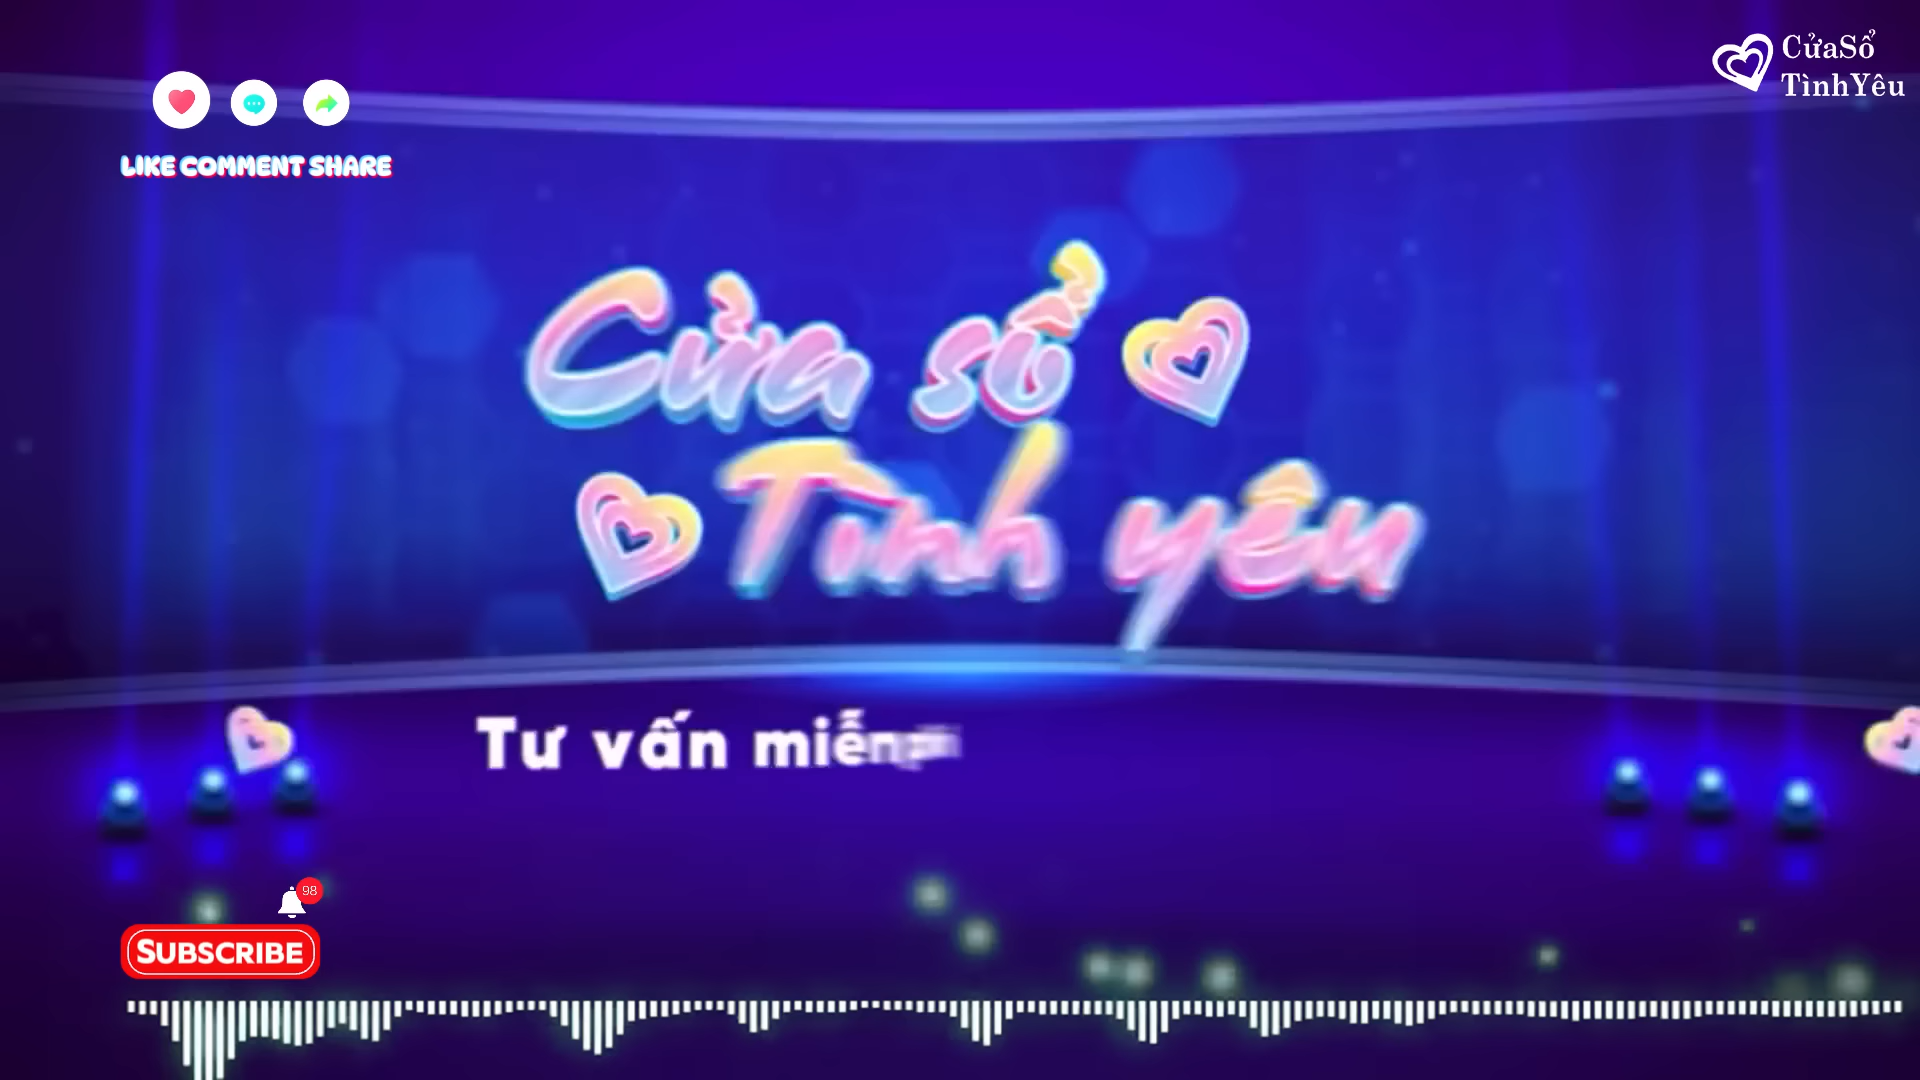 CửaSổ
TìnhYêu
LIKE COMMENT SHARE
Cửa sổ
Tình yêu
Tư vấn miễn
98
SUBSCRIBE